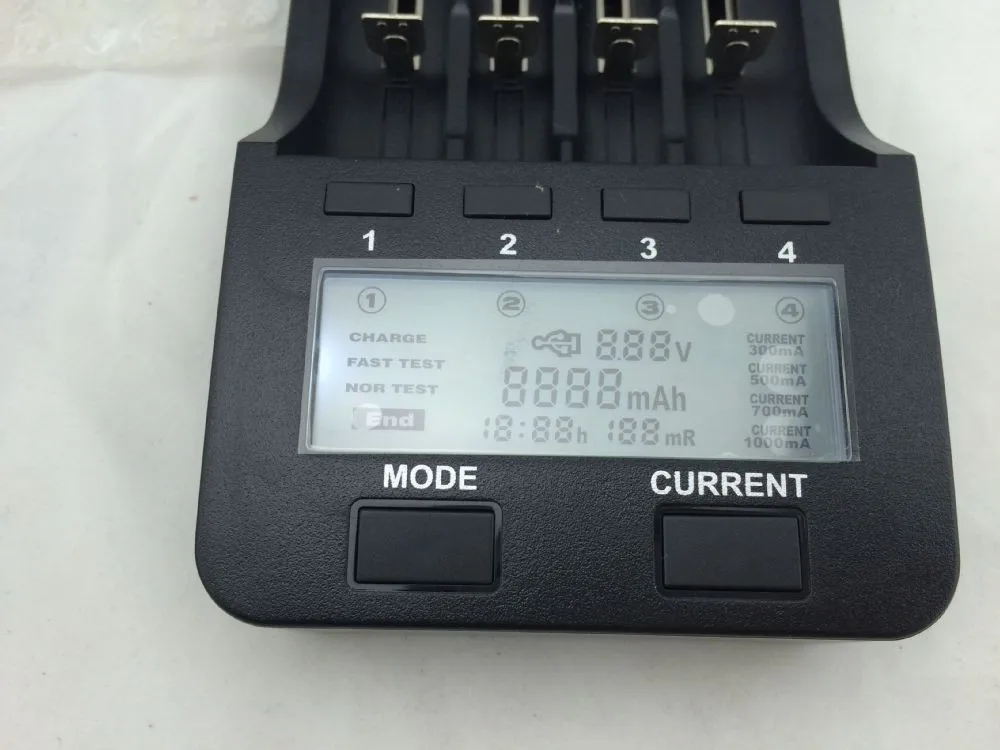 1 2 3 4
① ② ③ ④
CHARGE
FAST TEST
NOR TEST
End
8.88V
8888mAh
18:88h 188mR
CURRENT
300mA
CURRENT
500mA
CURRENT
700mA
CURRENT
1000mA
MODE CURRENT